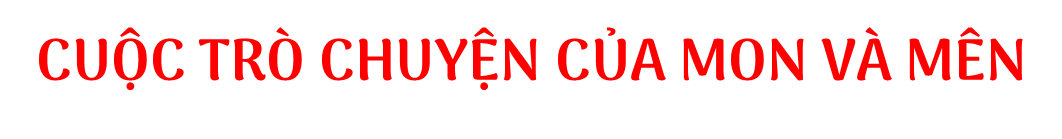 CUỘC TRÒ CHUYỆN CỦA MON VÀ MÊN